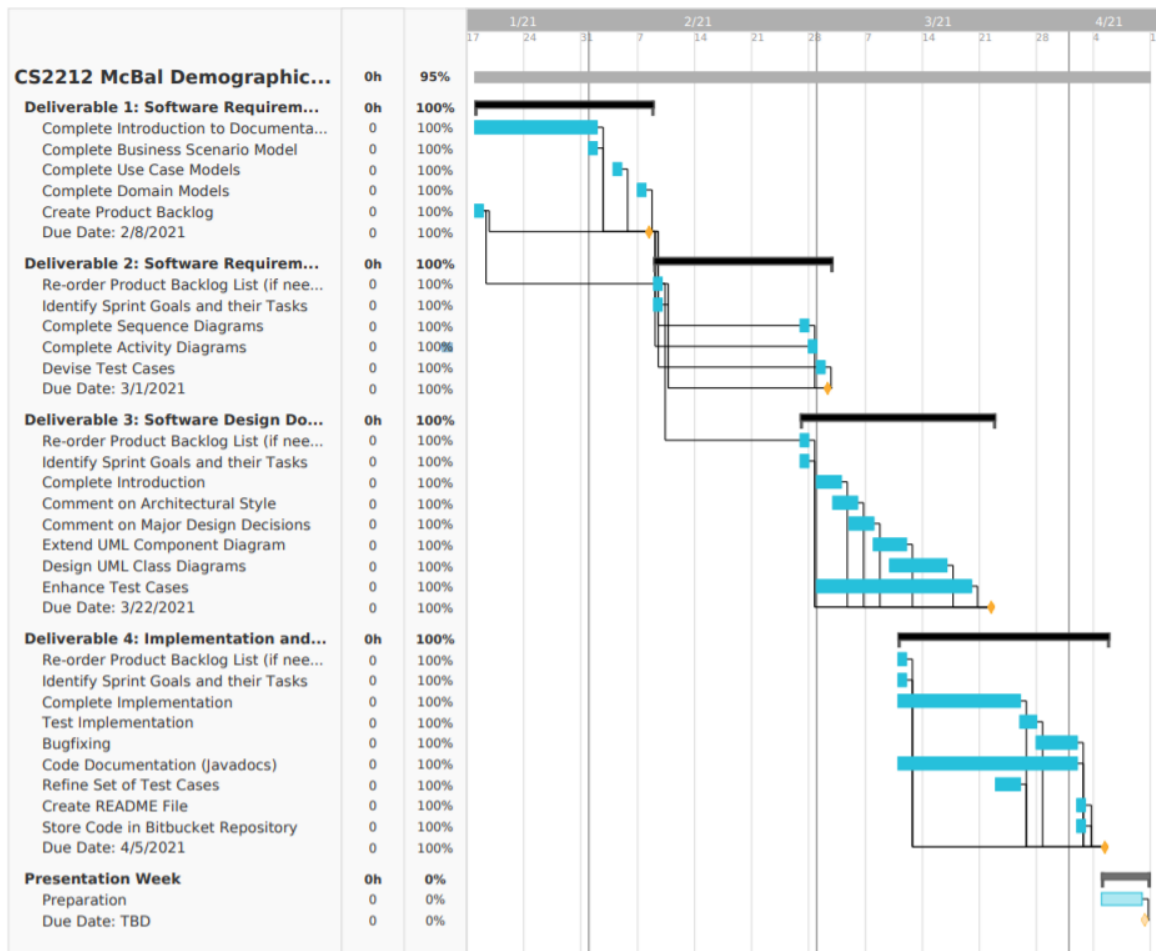 1/21 2/21 3/21 4/21
17 24 31 7 14 21 28 7 14 21 28 4 1
CS2212 McBal Demographic... 0h 95%
Deliverable 1: Software Requirem... 0h 100%
Complete Introduction to Documenta... 0 100%
Complete Business Scenario Model 0 100%
Complete Use Case Models 0 100%
Complete Domain Models 0 100%
Create Product Backlog 0 100%
Due Date: 2/8/2021 0 100%
Deliverable 2: Software Requirem... 0h 100%
Re-order Product Backlog List (if nee... 0 100%
Identify Sprint Goals and their Tasks 0 100%
Complete Sequence Diagrams 0 100%
Complete Activity Diagrams 0 100%
Devise Test Cases 0 100%
Due Date: 3/1/2021 0 100%
Deliverable 3: Software Design Do... 0h 100%
Re-order Product Backlog List (if nee... 0 100%
Identify Sprint Goals and their Tasks 0 100%
Complete Introduction 0 100%
Comment on Architectural Style 0 100%
Comment on Major Design Decisions 0 100%
Extend UML Component Diagram 0 100%
Design UML Class Diagrams 0 100%
Enhance Test Cases 0 100%
Due Date: 3/22/2021 0 100%
Deliverable 4: Implementation and... 0h 100%
Re-order Product Backlog List (if nee... 0 100%
Identify Sprint Goals and their Tasks 0 100%
Complete Implementation 0 100%
Test Implementation 0 100%
Bugfixing 0 100%
Code Documentation (Javadocs) 0 100%
Refine Set of Test Cases 0 100%
Create README File 0 100%
Store Code in Bitbucket Repository 0 100%
Due Date: 4/5/2021 0 100%
Presentation Week 0h 0%
Preparation 0 0%
Due Date: TBD 0 0%